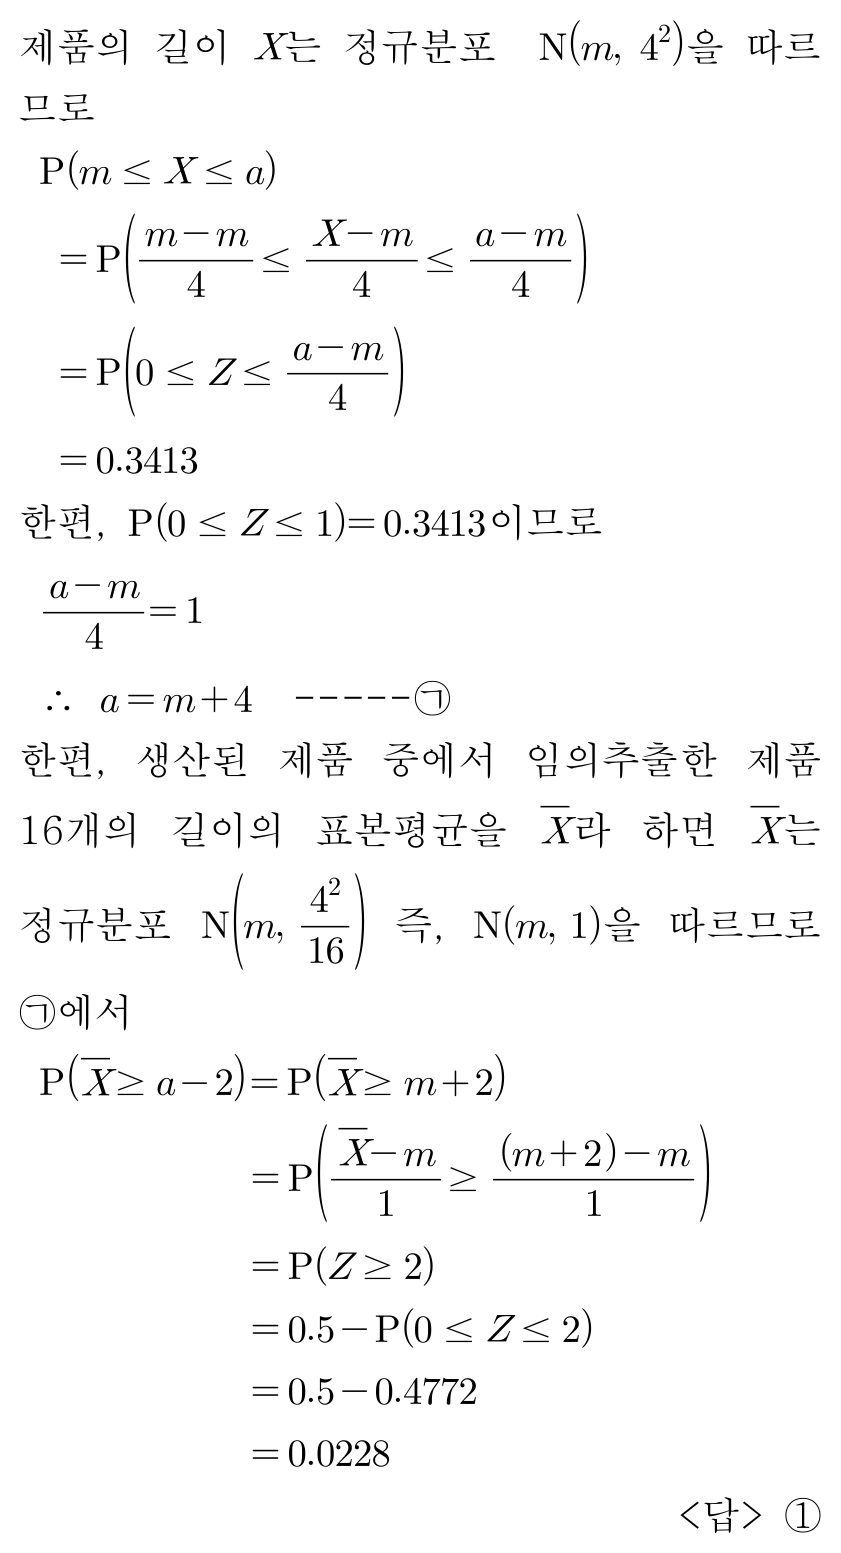 제품의 길이 X는 정규분포 N(m, 4²)을 따르
므로
P(m ≤ X ≤ a)
= P((m-m)/4 ≤ (X-m)/4 ≤ (a-m)/4)
= P(0 ≤ Z ≤ (a-m)/4)
= 0.3413
한편, P(0 ≤ Z ≤ 1)= 0.3413이므로
(a-m)/4 = 1
∴ a = m+4 -----㉠
한편, 생산된 제품 중에서 임의추출한 제품
16개의 길이의 표본평균을 X̄라 하면 X̄는
정규분포 N(m, 4²/16) 즉, N(m, 1)을 따르므로
㉠에서
P(X̄ ≥ a-2) = P(X̄ ≥ m+2)
= P((X̄-m)/1 ≥ ((m+2)-m)/1)
= P(Z ≥ 2)
= 0.5 - P(0 ≤ Z ≤ 2)
= 0.5 - 0.4772
= 0.0228
<답> ①